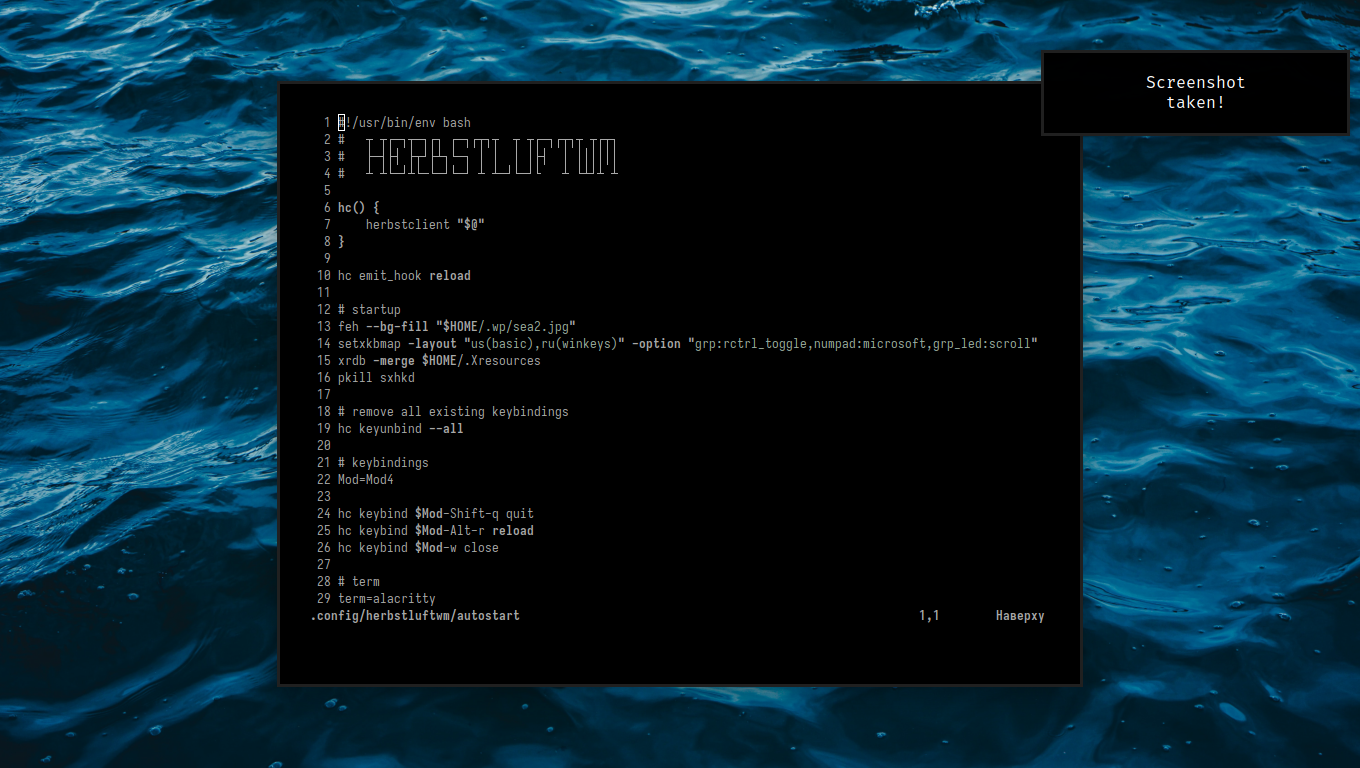 Screenshot
taken!
1 #!/usr/bin/env bash
2 #
3 # HERBSTLUFTWM
4 #
5
6 hc() {
7     herbstclient "$@"
8 }
9
10 hc emit_hook reload
11
12 # startup
13 feh --bg-fill "$HOME/.wp/sea2.jpg"
14 setxkbmap -layout "us(basic),ru(winkeys)" -option "grp:rctrl_toggle,numpad:microsoft,grp_led:scroll"
15 xrdb -merge $HOME/.Xresources
16 pkill sxhkd
17
18 # remove all existing keybindings
19 hc keyunbind --all
20
21 # keybindings
22 Mod=Mod4
23
24 hc keybind $Mod-Shift-q quit
25 hc keybind $Mod-Alt-r reload
26 hc keybind $Mod-w close
27
28 # term
29 term=alacritty
.config/herbstluftwm/autostart 1,1 Наверху